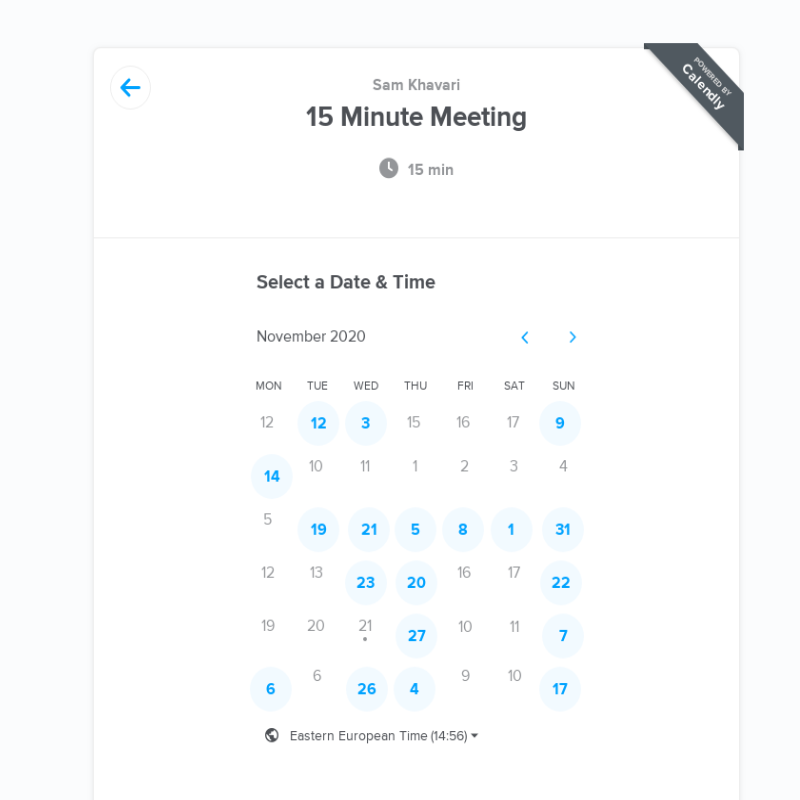 Sam Khavari
15 Minute Meeting
15 min
POWERED BY
Calendly
Select a Date & Time
November 2020
MON TUE WED THU FRI SAT SUN
12 12 3 15 16 17 9
14 10 11 1 2 3 4
5 19 21 5 8 1 31
12 13 23 20 16 17 22
19 20 21 27 10 11 7
6 6 26 4 9 10 17
Eastern European Time (14:56)